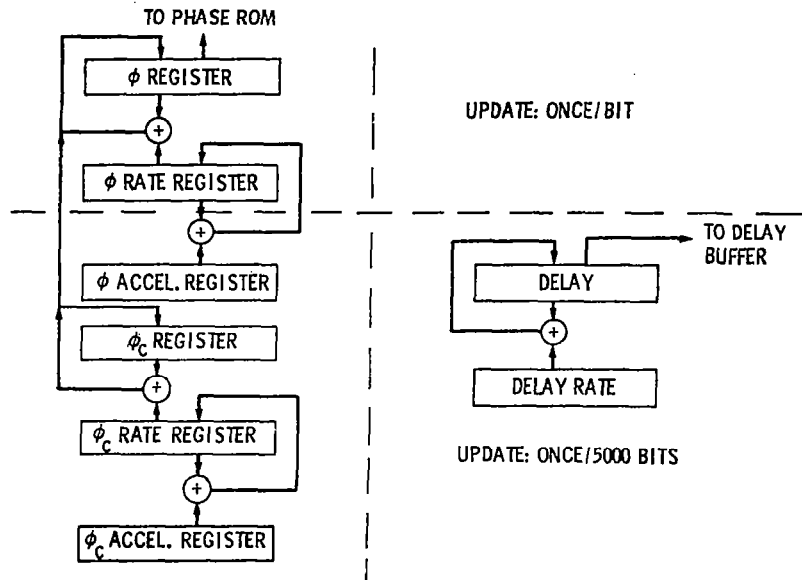 TO PHASE ROM
ϕ REGISTER
+
ϕ RATE REGISTER
+
ϕ ACCEL. REGISTER
ϕC REGISTER
+
ϕC RATE REGISTER
+
ϕC ACCEL. REGISTER
UPDATE: ONCE/BIT
TO DELAY
BUFFER
DELAY
+
DELAY RATE
UPDATE: ONCE/5000 BITS